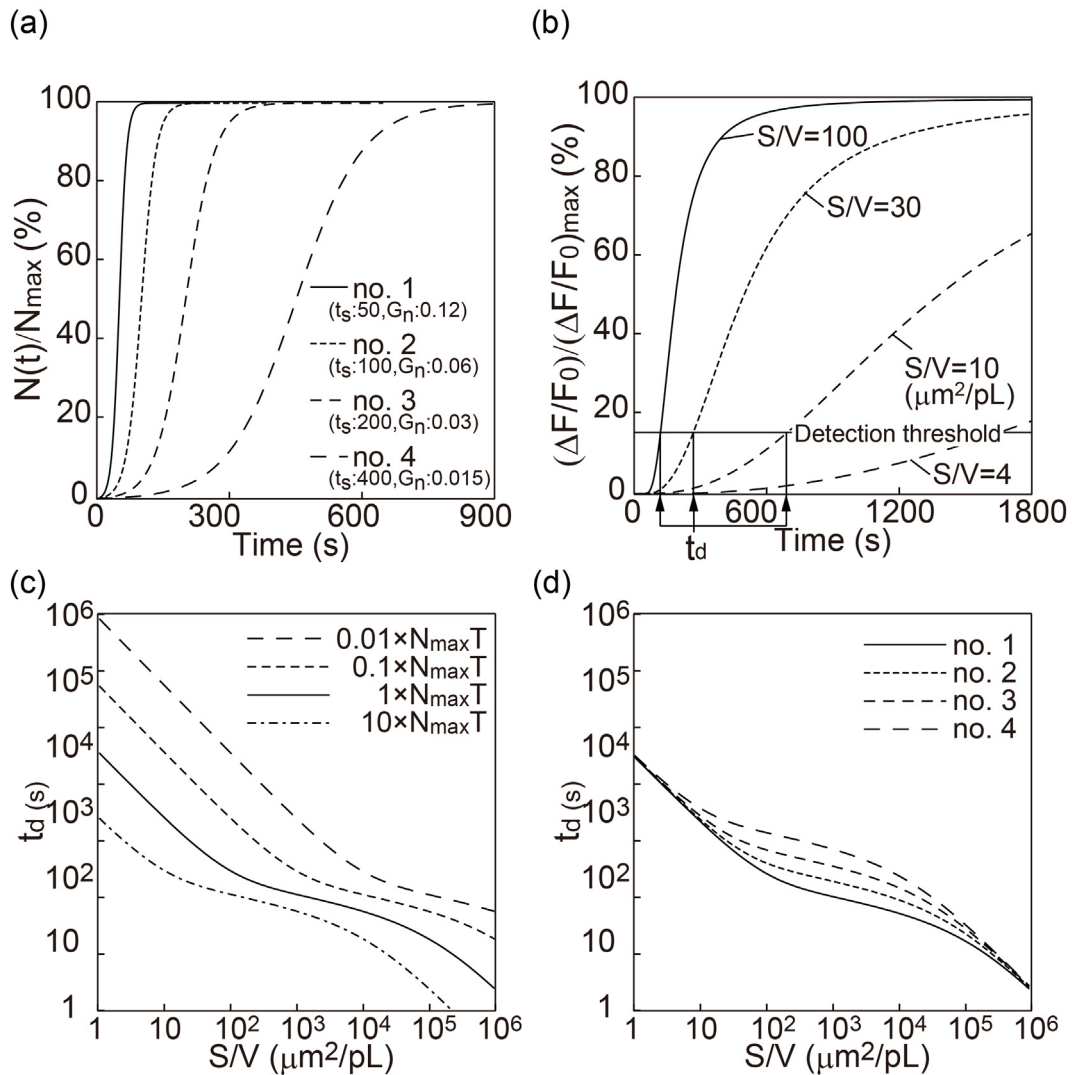 (a)
100
80
60
40
20
0
N(t)/Nmax (%)
no. 1
(ts:50,Gn:0.12)
no. 2
(ts:100,Gn:0.06)
no. 3
(ts:200,Gn:0.03)
no. 4
(ts:400,Gn:0.015)
0 300 600 900
Time (s)
(b)
100
80
60
40
20
0
(ΔF/F0)/(ΔF/F0)max (%)
S/V=100
S/V=30
S/V=10
(μm2/pL)
Detection threshold
S/V=4
0 600 1200 1800
td
Time (s)
(c)
106
105
104
103
102
10
1
td (s)
0.01×NmaxT
0.1×NmaxT
1×NmaxT
10×NmaxT
1 10 102 103 104 105 106
S/V (μm2/pL)
(d)
106
105
104
103
102
10
1
td (s)
no. 1
no. 2
no. 3
no. 4
1 10 102 103 104 105 106
S/V (μm2/pL)